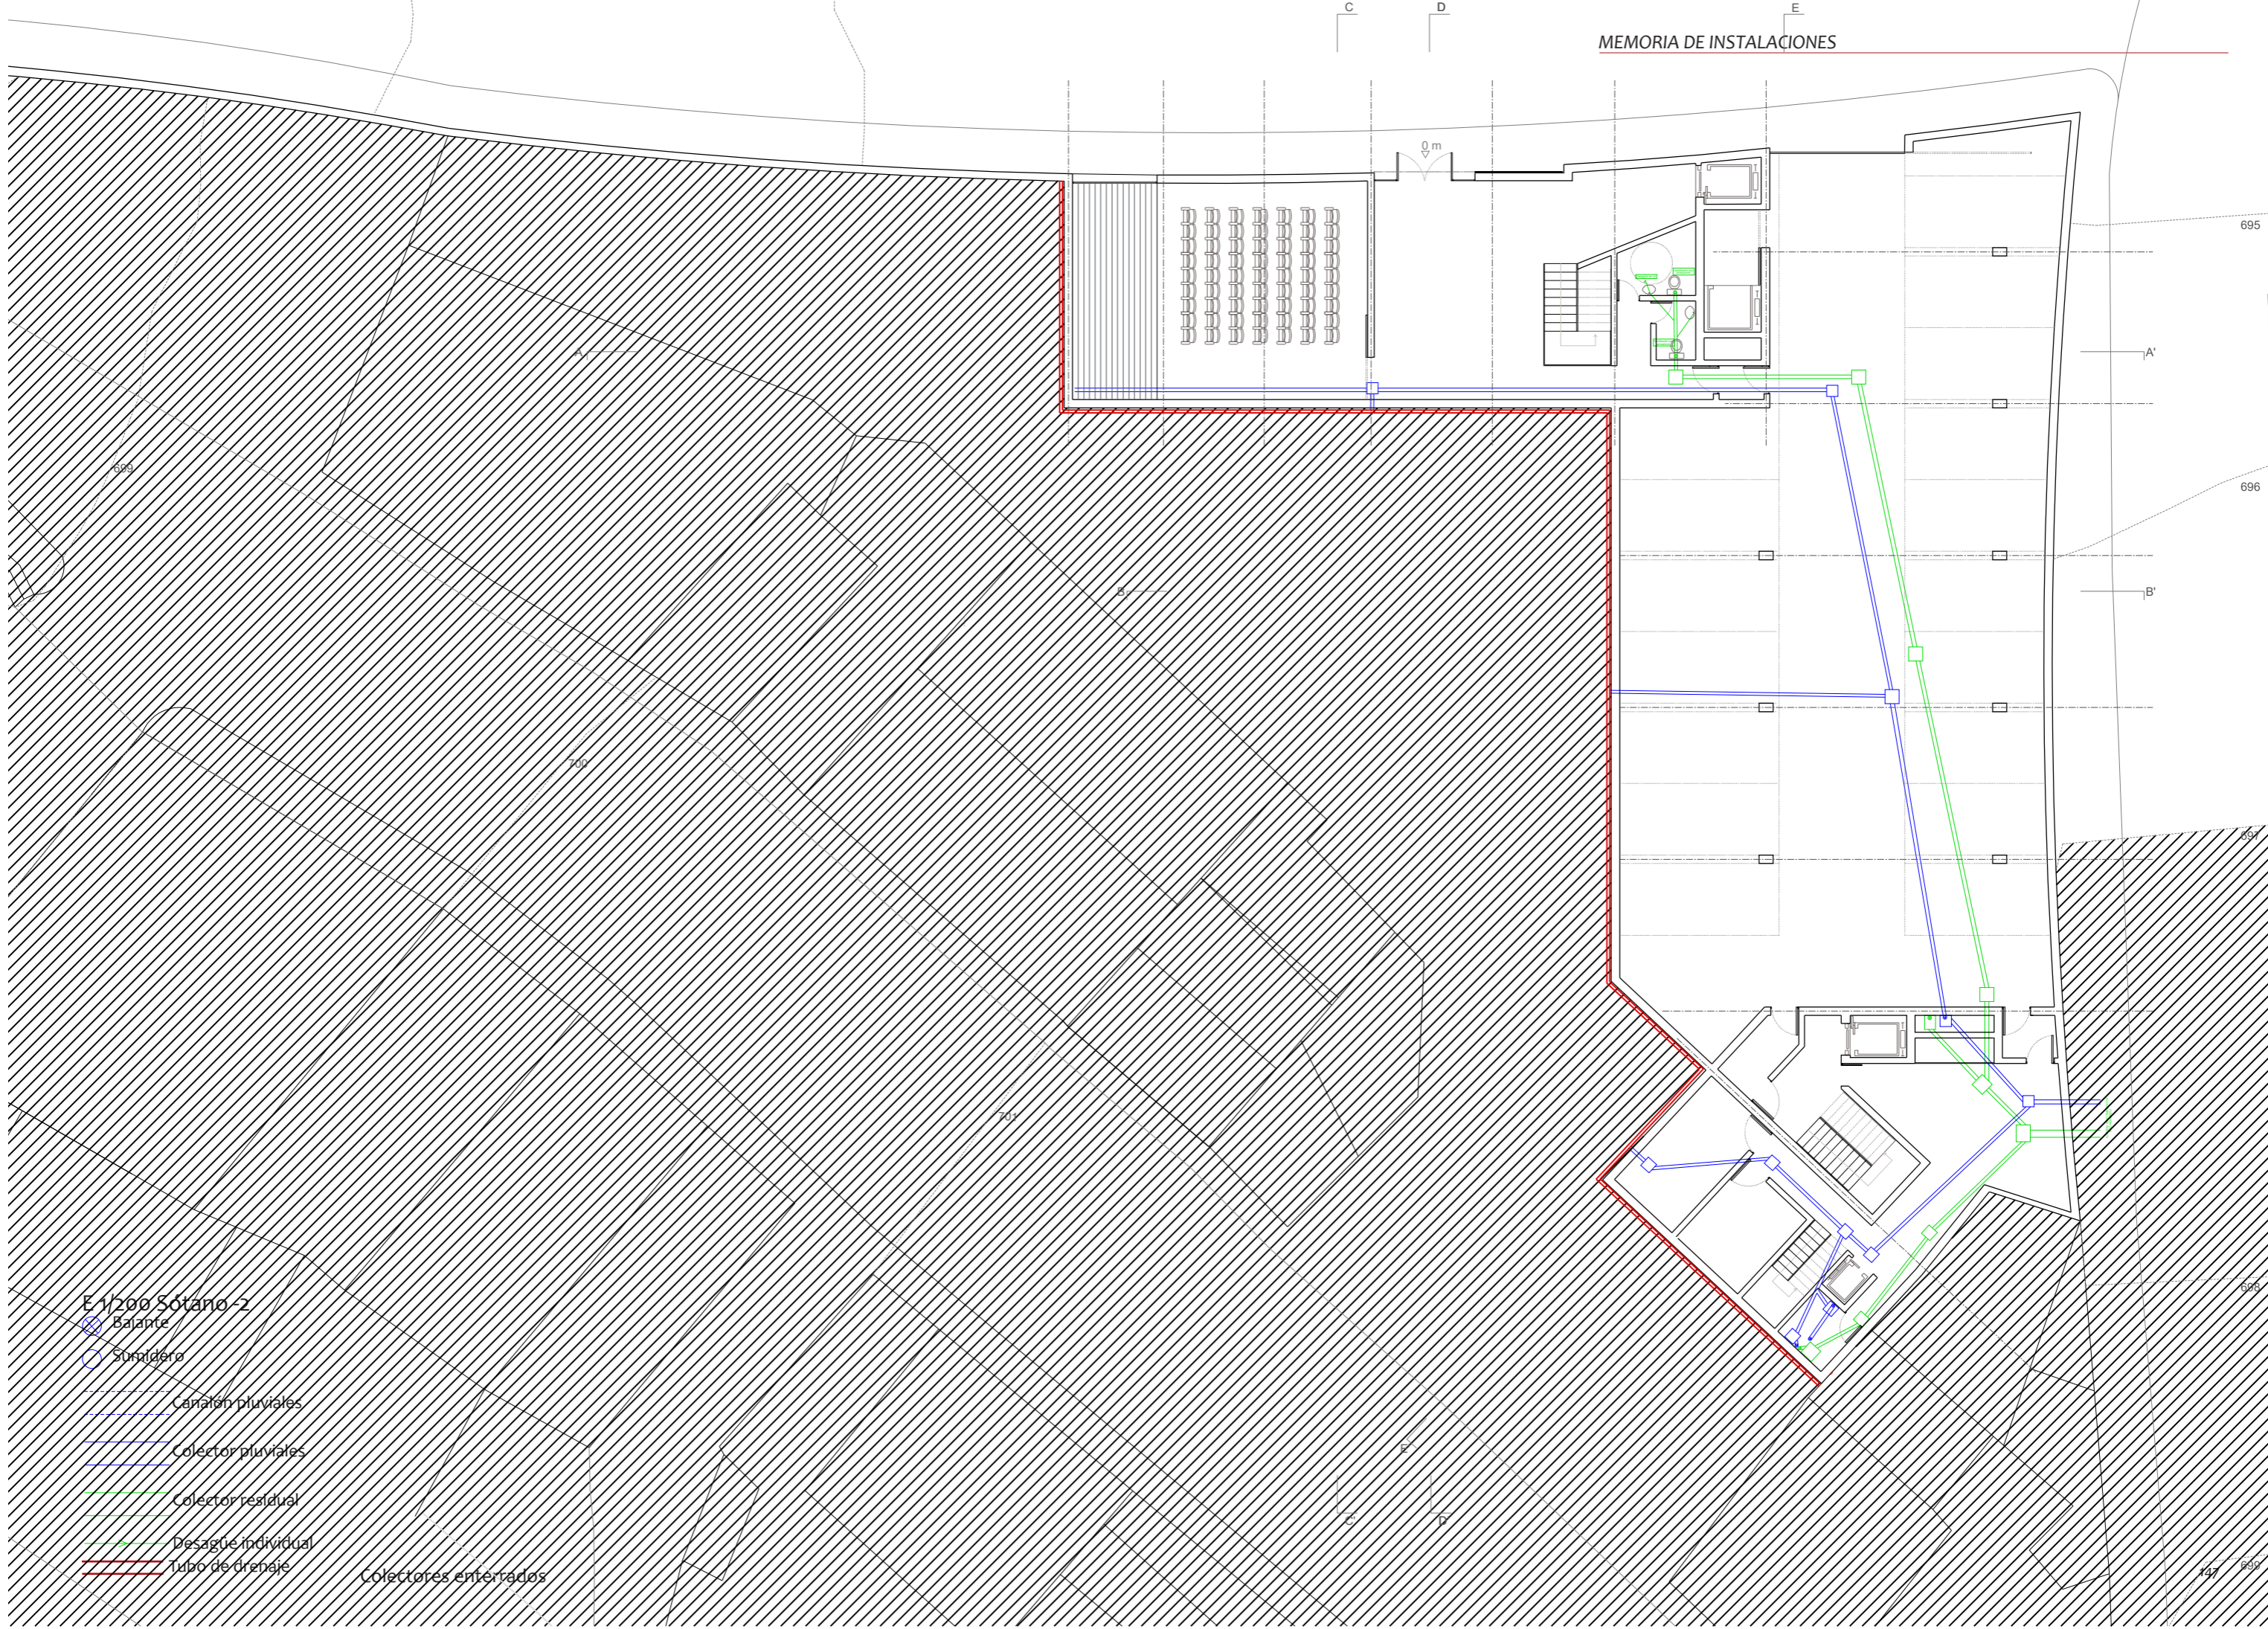 C
D
E
MEMORIA DE INSTALACIONES
0 m
695
A
A'
699
696
B
B'
700
697
701
698
E 1/200 Sótano -2
Bajante
Sumidero
Canalón pluviales
Colector pluviales
E'
Colector residual
C'
D'
Desagüe individual
Tubo de drenaje
Colectores enterrados
147
699